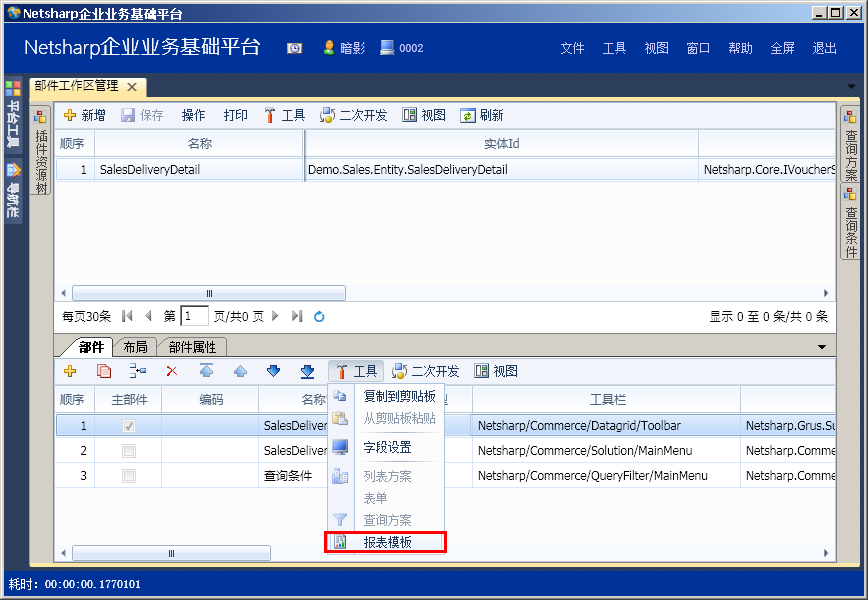 Netsharp企业业务基础平台
Netsharp企业业务基础平台 暗影 0002 文件 工具 视图 窗口 帮助 全屏 退出
平台工具
导航栏
部件工作区管理
插件资源树
新增 保存 操作 打印 工具 二次开发 视图 刷新
顺序 名称 实体Id
1 SalesDeliveryDetail Demo.Sales.Entity.SalesDeliveryDetail Netsharp.Core.IVoucherS
查询方案
查询条件
每页30条 第 1 页/共0 页 显示 0 至 0 条/共 0 条
部件 布局 部件属性
工具 二次开发 视图
顺序 主部件 编码 名称 型 工具栏
1 SalesDeliver Netsharp/Commerce/Datagrid/Toolbar Netsharp.Grus.Su
2 SalesDeliver Netsharp/Commerce/Solution/MainMenu Netsharp.Comme
3 查询条件 Netsharp/Commerce/QueryFilter/MainMenu Netsharp.Comme
复制到剪贴板
从剪贴板粘贴
字段设置
列表方案
表单
查询方案
报表模板
耗时: 00:00:00.1770101